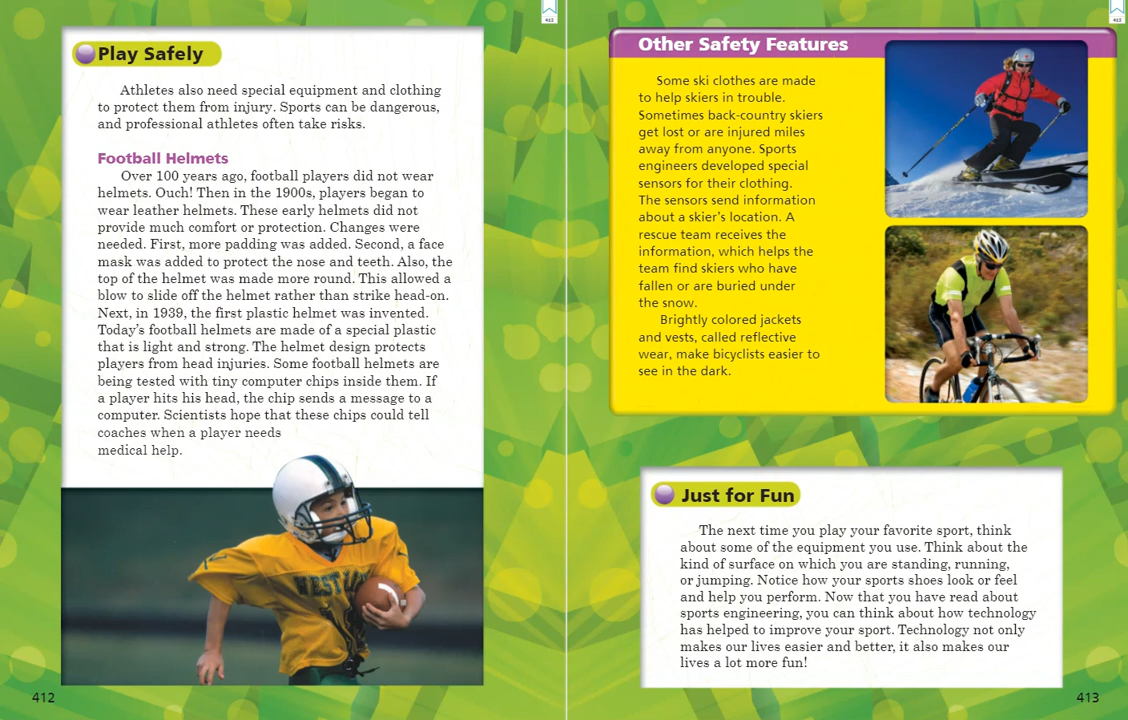 413
413
Play Safely
Athletes also need special equipment and clothing
to protect them from injury. Sports can be dangerous,
and professional athletes often take risks.
Football Helmets
Over 100 years ago, football players did not wear
helmets. Ouch! Then in the 1900s, players began to
wear leather helmets. These early helmets did not
provide much comfort or protection. Changes were
needed. First, more padding was added. Second, a face
mask was added to protect the nose and teeth. Also, the
top of the helmet was made more round. This allowed a
blow to slide off the helmet rather than strike head-on.
Next, in 1939, the first plastic helmet was invented.
Today's football helmets are made of a special plastic
that is light and strong. The helmet design protects
players from head injuries. Some football helmets are
being tested with tiny computer chips inside them. If
a player hits his head, the chip sends a message to a
computer. Scientists hope that these chips could tell
coaches when a player needs
medical help.
412
Other Safety Features
Some ski clothes are made
to help skiers in trouble.
Sometimes back-country skiers
get lost or are injured miles
away from anyone. Sports
engineers developed special
sensors for their clothing.
The sensors send information
about a skier's location. A
rescue team receives the
information, which helps the
team find skiers who have
fallen or are buried under
the snow.
Brightly colored jackets
and vests, called reflective
wear, make bicyclists easier to
see in the dark.
Just for Fun
The next time you play your favorite sport, think
about some of the equipment you use. Think about the
kind of surface on which you are standing, running,
or jumping. Notice how your sports shoes look or feel
and help you perform. Now that you have read about
sports engineering, you can think about how technology
has helped to improve your sport. Technology not only
makes our lives easier and better, it also makes our
lives a lot more fun!
413